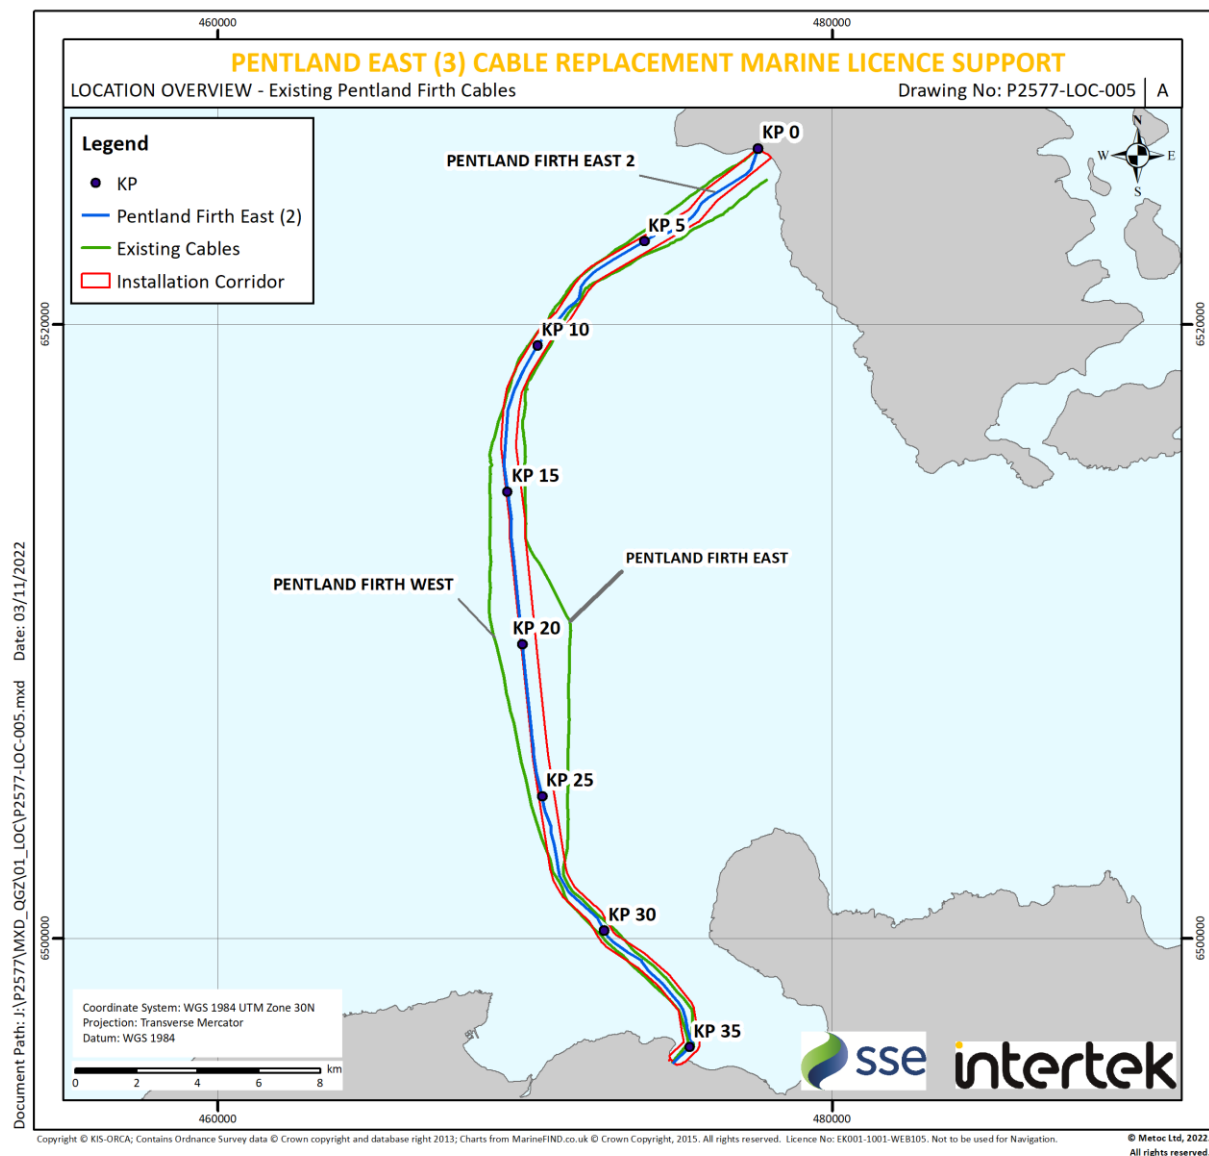 460000
480000
PENTLAND EAST (3) CABLE REPLACEMENT MARINE LICENCE SUPPORT
LOCATION OVERVIEW - Existing Pentland Firth Cables
Drawing No: P2577-LOC-005
A
Legend
KP
Pentland Firth East (2)
Existing Cables
Installation Corridor
N
W
E
S
KP 0
PENTLAND FIRTH EAST 2
KP 5
6520000
6520000
KP 10
KP 15
PENTLAND FIRTH EAST
PENTLAND FIRTH WEST
KP 20
KP 25
KP 30
6500000
6500000
KP 35
Coordinate System: WGS 1984 UTM Zone 30N
Projection: Transverse Mercator
Datum: WGS 1984
km
0 2 4 6 8
sse
intertek
460000
480000
Document Path: J:\P2577\MXD_QGZ\01_LOC\P2577-LOC-005.mxd Date: 03/11/2022
Copyright © KIS-ORCA; Contains Ordnance Survey data © Crown copyright and database right 2013; Charts from MarineFIND.co.uk © Crown Copyright, 2015. All rights reserved. Licence No: EK001-1001-WEB105. Not to be used for Navigation.
© Metoc Ltd, 2022.
All rights reserved.